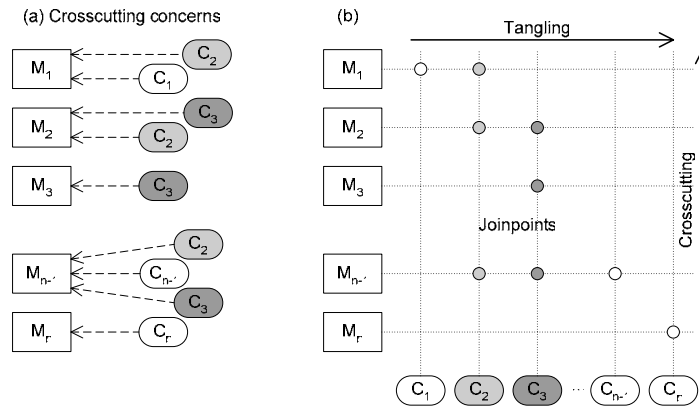 (a) Crosscutting concerns
M1
C2
C1
M2
C3
C2
M3
C3
Mn-´
C2
Cn-´
C3
Mr
Cr
(b)
Tangling
M1
M2
M3
Crosscutting
Joinpoints
Mn-´
Mr
C1 C2 C3 ... Cn-´ Cr